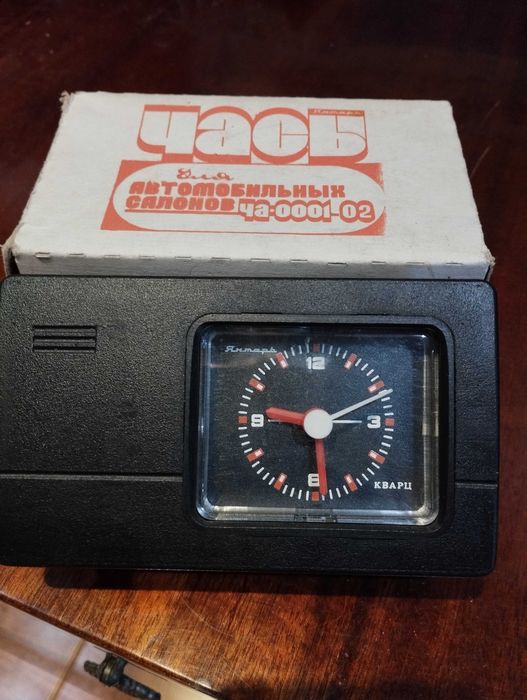 Янтарь
часы
Для
АВТОМОБИЛЬНЫХ
САЛОНОВ ЧА-0001-02
Янтарь
12
9 3
6
КВАРЦ